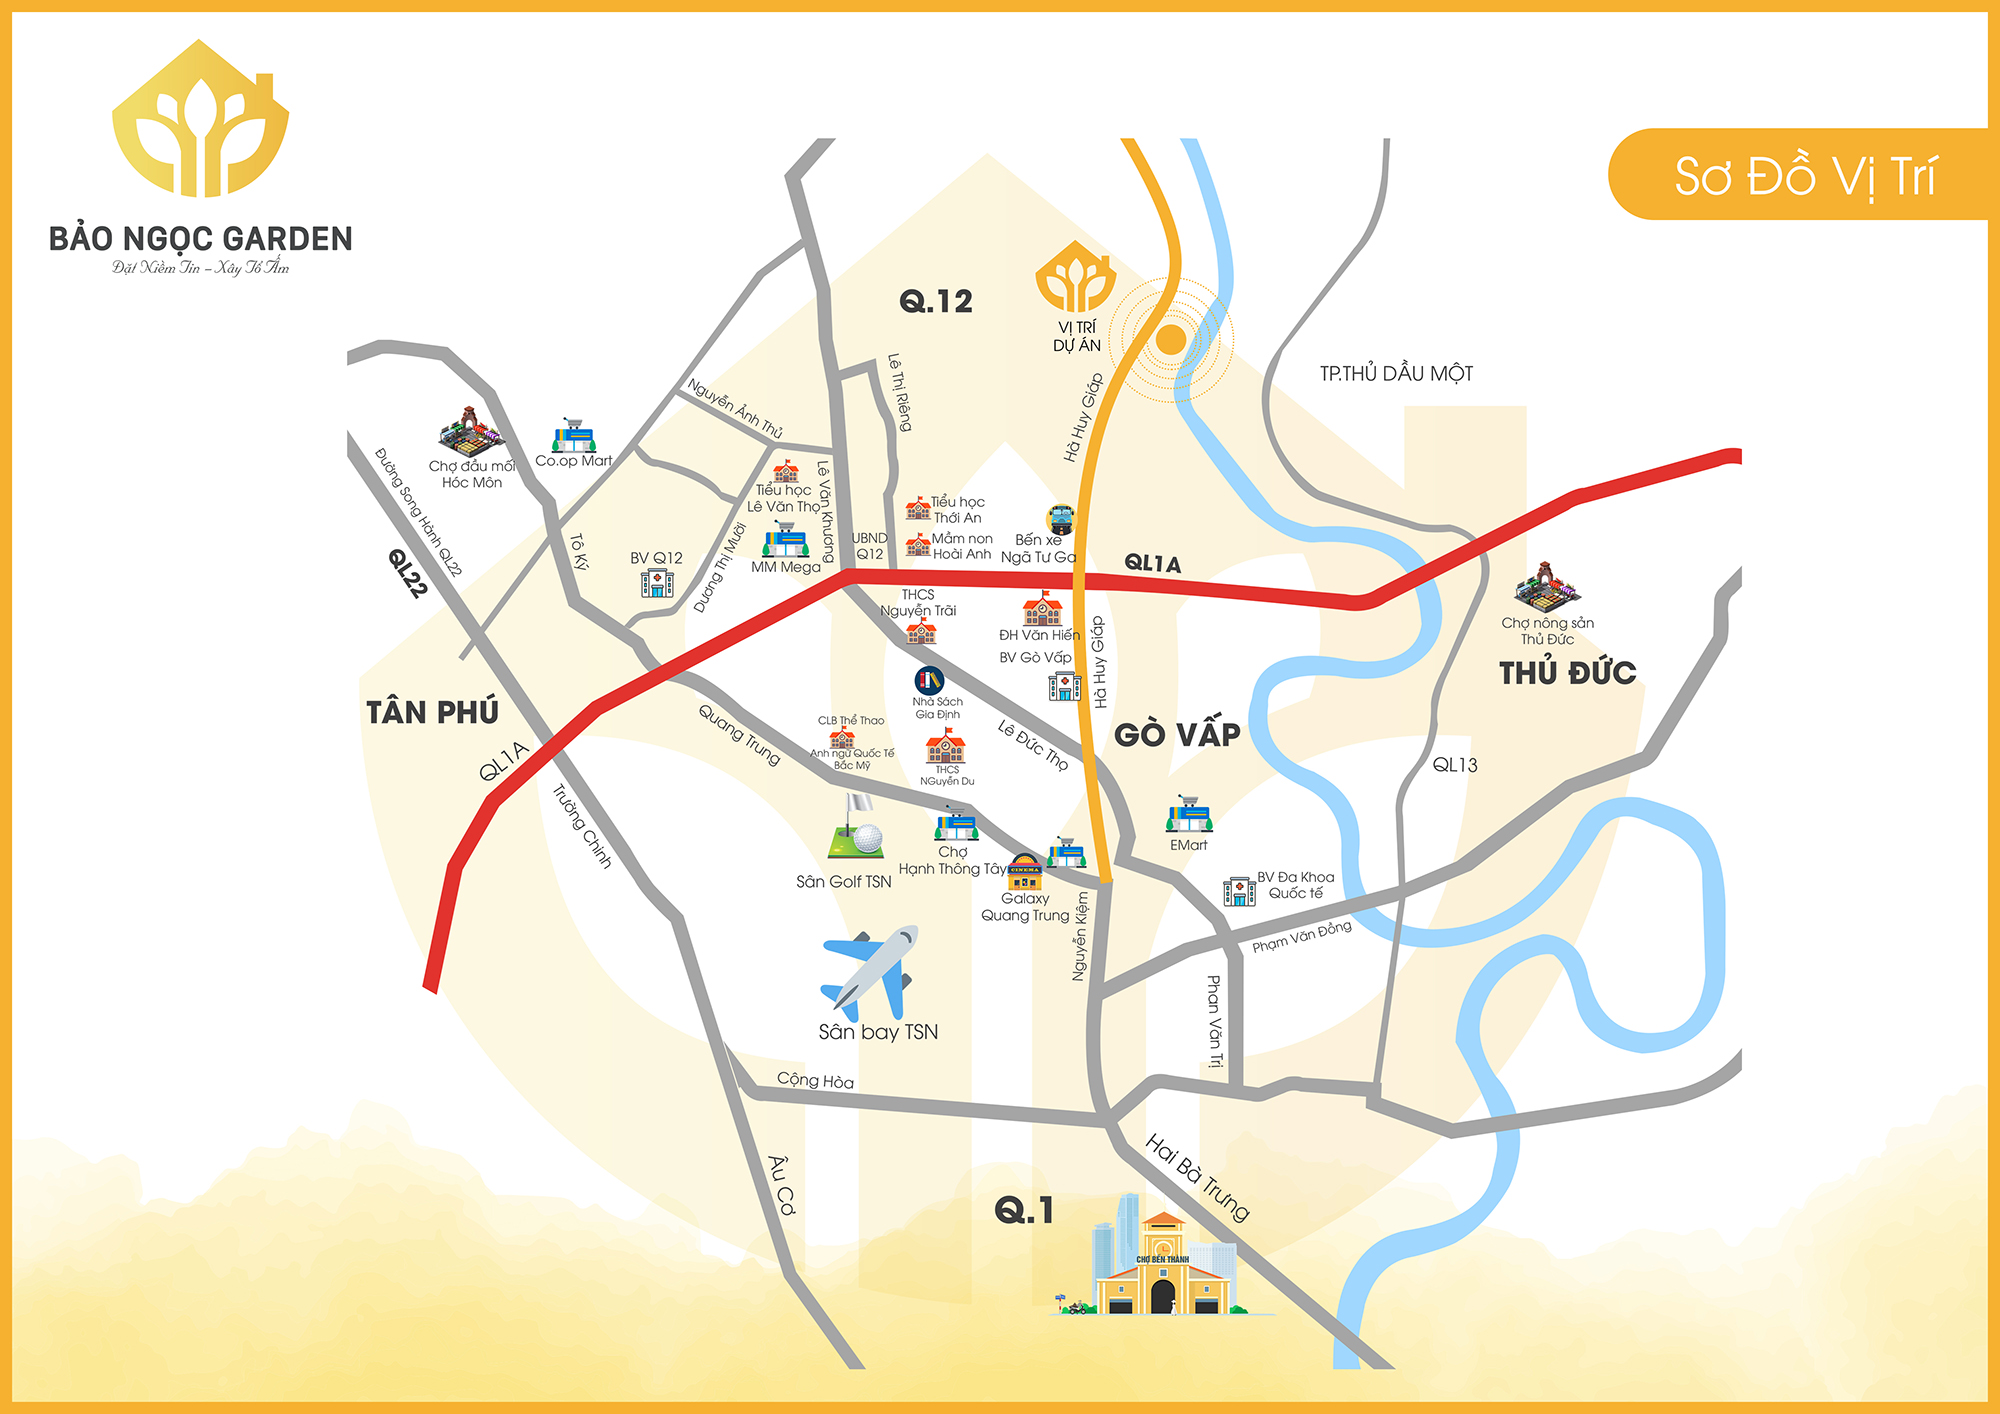 BẢO NGỌC GARDEN
Đặt Niềm Tin – Xây Tổ Ấm
Sơ Đồ Vị Trí
Q.12
VỊ TRÍ
DỰ ÁN
TP.THỦ DẦU MỘT
Hà Huy Giáp
Lê Thị Riêng
Nguyễn Ảnh Thủ
Chợ đầu mối
Hóc Môn
Co.op Mart
Đường Song Hành QL22
QL22
Tô Ký
Tiểu học
Lê Văn Thọ
Lê Văn Khương
MM Mega
BV Q12
Dương Thị Mười
UBND
Q12
Tiểu học
Thới An
Mầm non
Hoài Anh
Bến xe
Ngã Tư Ga
QL1A
THCS
Nguyễn Trãi
ĐH Văn Hiến
BV Gò Vấp
Hà Huy Giáp
Chợ nông sản
Thủ Đức
THỦ ĐỨC
TÂN PHÚ
QL1A
Nhà Sách
Gia Định
Quang Trung
CLB Thể Thao
Anh ngữ Quốc Tế
Bắc Mỹ
THCS
NGuyễn Du
Lê Đức Thọ
GÒ VẤP
QL13
Trường Chinh
Sân Golf TSN
Chợ
Hạnh Thông Tây
CINEMA
Galaxy
Quang Trung
EMart
BV Đa Khoa
Quốc tế
Nguyễn Kiệm
Phạm Văn Đồng
Phan Văn Trị
Sân bay TSN
Cộng Hòa
Âu Cơ
Hai Bà Trưng
Q.1
CHỢ BẾN THÀNH